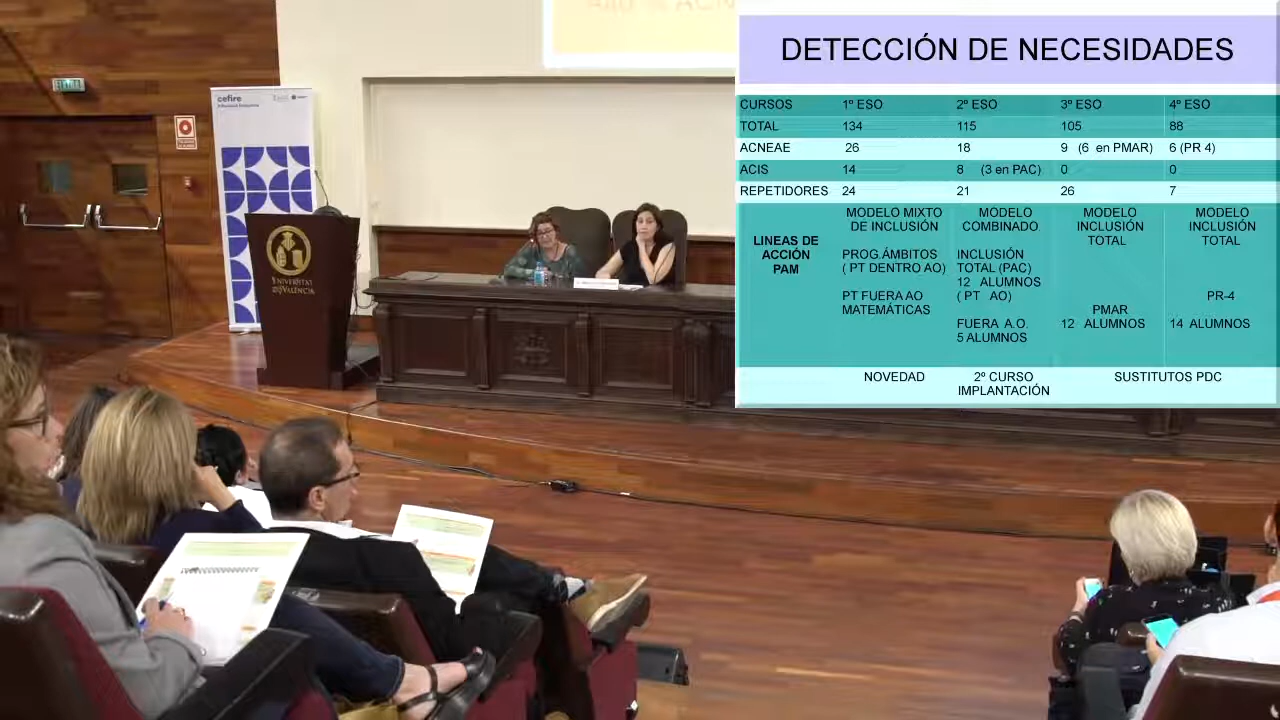 DETECCIÓN DE NECESIDADES
CURSOS 1º ESO 2º ESO 3º ESO 4º ESO
TOTAL 134 115 105 88
ACNEAE 26 18 9 (6 en PMAR) 6 (PR 4)
ACIS 14 8 (3 en PAC) 0 0
REPETIDORES 24 21 26 7
LINEAS DE
ACCIÓN
PAM
MODELO MIXTO
DE INCLUSIÓN
PROG.ÁMBITOS
( PT DENTRO AO)
PT FUERA AO
MATEMÁTICAS
MODELO
COMBINADO
INCLUSIÓN
TOTAL (PAC)
12 ALUMNOS
( PT AO)
FUERA A.O.
5 ALUMNOS
MODELO
INCLUSIÓN
TOTAL
PMAR
12 ALUMNOS
MODELO
INCLUSIÓN
TOTAL
PR-4
14 ALUMNOS
NOVEDAD
2º CURSO
IMPLANTACIÓN
SUSTITUTOS PDC
cefire
VNIVERSITAT
DE VALÈNCIA